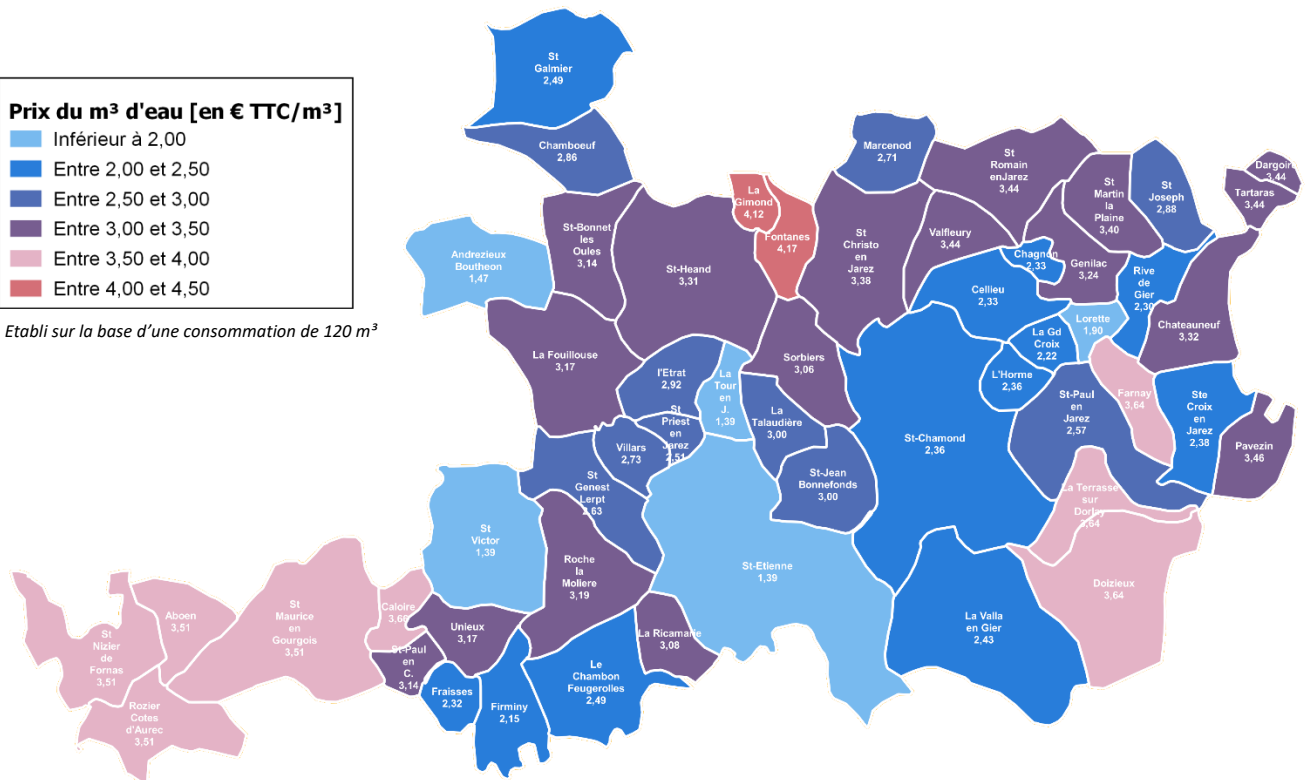 Prix du m³ d'eau [en € TTC/m³]
Inférieur à 2,00
Entre 2,00 et 2,50
Entre 2,50 et 3,00
Entre 3,00 et 3,50
Entre 3,50 et 4,00
Entre 4,00 et 4,50
Etabli sur la base d'une consommation de 120 m³
St
Galmier
2,49
Chamboeuf
2,86
Andrezieux
Boutheon
1,47
St-Bonnet
les
Oules
3,14
St-Heand
3,31
La
Gimond
4,12
Fontanes
4,17
Marcenod
2,71
St
Christo
en
Jarez
3,38
St
Romain
enJarez
3,44
Valfleury
3,44
St
Martin
la
Plaine
3,40
St
Joseph
2,88
Dargoire
3,44
Tartaras
3,44
Chagnon
2,33
Genilac
3,24
Cellieu
2,33
Rive
de
Gier
2,30
Lorette
1,90
La Gd
Croix
2,22
Chateauneuf
3,32
L'Horme
2,36
St-Paul
en
Jarez
2,57
Farnay
3,64
Ste
Croix
en
Jarez
2,38
Pavezin
3,46
La Fouillouse
3,17
l'Etrat
2,92
La
Tour
en
J.
1,39
Sorbiers
3,06
La
Talaudière
3,00
St
Priest
en
Jarez
2,51
Villars
2,73
St-Jean
Bonnefonds
3,00
St-Chamond
2,36
St
Genest
Lerpt
2,63
St
Victor
1,39
Roche
la
Moliere
3,19
St-Etienne
1,39
La Terrasse
sur
Dorlay
3,64
Doizieux
3,64
La Valla
en Gier
2,43
St
Nizier
de
Fornas
3,51
Aboen
3,51
St
Maurice
en
Gourgois
3,51
Caloire
3,66
Unieux
3,17
St-Paul
en
C.
3,14
La Ricamarie
3,08
Rozier
Cotes
d'Aurec
3,51
Fraisses
2,32
Firminy
2,15
Le
Chambon
Feugerolles
2,49